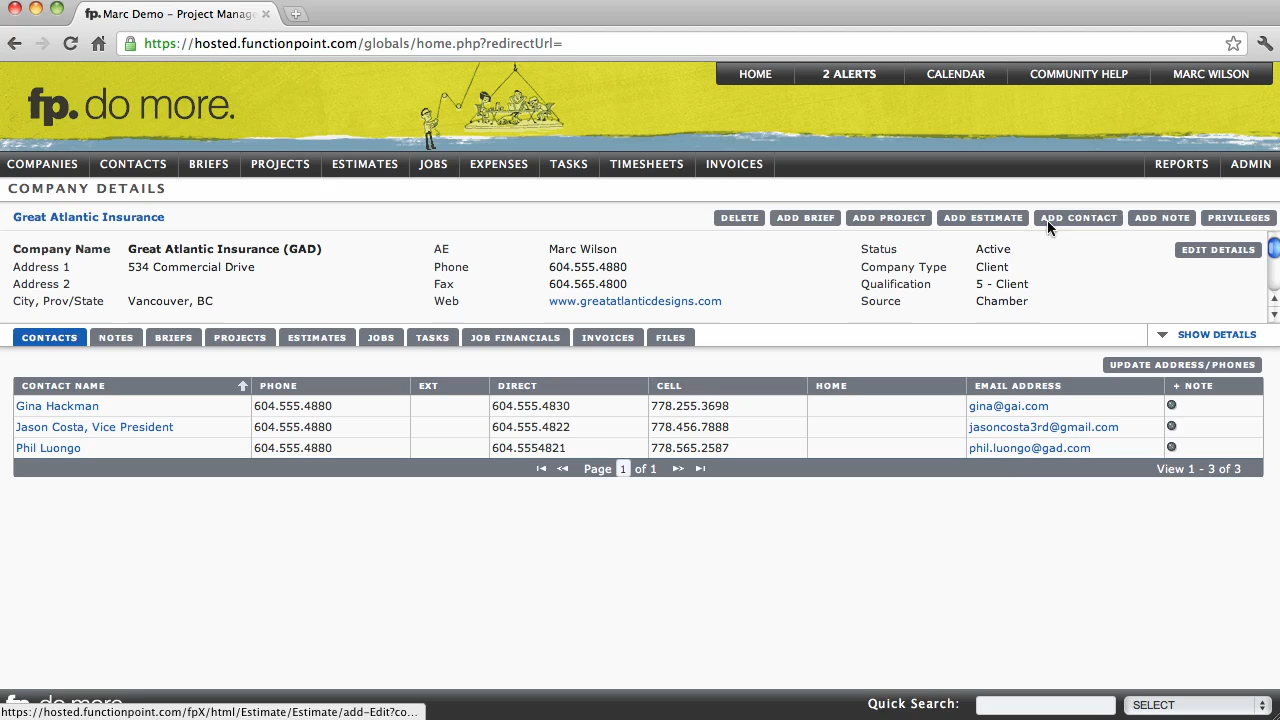 fp. Marc Demo – Project Manag
https://hosted.functionpoint.com/globals/home.php?redirectUrl=
HOME 2 ALERTS CALENDAR COMMUNITY HELP MARC WILSON
fp. do more.
COMPANIES CONTACTS BRIEFS PROJECTS ESTIMATES JOBS EXPENSES TASKS TIMESHEETS INVOICES REPORTS ADMIN
COMPANY DETAILS
Great Atlantic Insurance DELETE ADD BRIEF ADD PROJECT ADD ESTIMATE ADD CONTACT ADD NOTE PRIVILEGES
Company Name Great Atlantic Insurance (GAD) AE Marc Wilson Status Active EDIT DETAILS
Address 1 534 Commercial Drive Phone 604.555.4880 Company Type Client
Address 2 Fax 604.565.4800 Qualification 5 - Client
City, Prov/State Vancouver, BC Web www.greatatlanticdesigns.com Source Chamber
CONTACTS NOTES BRIEFS PROJECTS ESTIMATES JOBS TASKS JOB FINANCIALS INVOICES FILES SHOW DETAILS
UPDATE ADDRESS/PHONES
CONTACT NAME PHONE EXT DIRECT CELL HOME EMAIL ADDRESS + NOTE
Gina Hackman 604.555.4880 604.555.4830 778.255.3698 gina@gai.com
Jason Costa, Vice President 604.555.4880 604.555.4822 778.456.7888 jasoncosta3rd@gmail.com
Phil Luongo 604.555.4880 604.5554821 778.565.2587 phil.luongo@gad.com
Page 1 of 1 View 1 - 3 of 3
fp. do more.
Quick Search: SELECT
https://hosted.functionpoint.com/fpX/html/Estimate/Estimate/add-Edit?co...